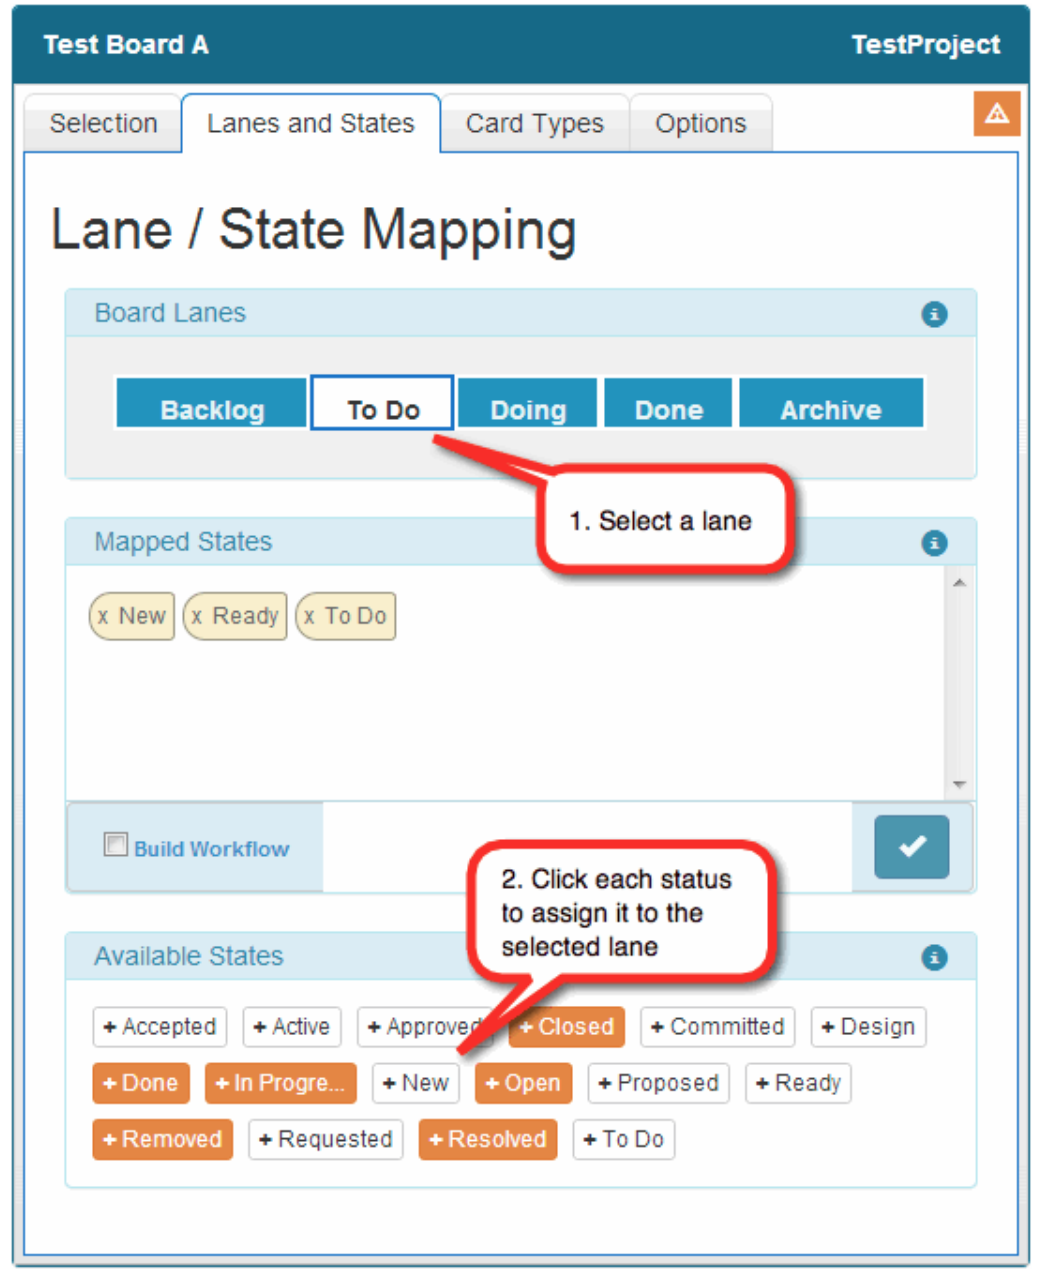 Test Board A TestProject
Selection Lanes and States Card Types Options
Lane / State Mapping
Board Lanes
Backlog To Do Doing Done Archive
1. Select a lane
Mapped States
x New x Ready x To Do
Build Workflow
2. Click each status
to assign it to the
selected lane
Available States
+ Accepted + Active + Approved + Closed + Committed + Design
+ Done + In Progre... + New + Open + Proposed + Ready
+ Removed + Requested + Resolved + To Do